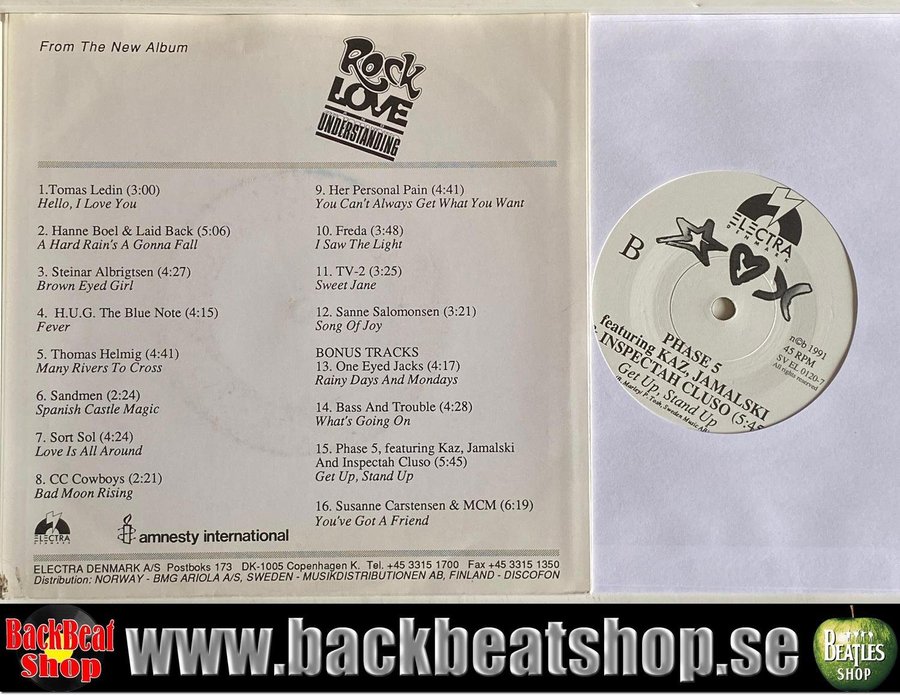 From The New Album
Rock
LOVE
AND
UNDERSTANDING
1.Tomas Ledin (3:00)
Hello, I Love You
2. Hanne Boel & Laid Back (5:06)
A Hard Rain's A Gonna Fall
3. Steinar Albrigtsen (4:27)
Brown Eyed Girl
4. H.U.G. The Blue Note (4:15)
Fever
5. Thomas Helmig (4:41)
Many Rivers To Cross
6. Sandmen (2:24)
Spanish Castle Magic
7. Sort Sol (4:24)
Love Is All Around
8. CC Cowboys (2:21)
Bad Moon Rising
9. Her Personal Pain (4:41)
You Can't Always Get What You Want
10. Freda (3:48)
I Saw The Light
11. TV-2 (3:25)
Sweet Jane
12. Sanne Salomonsen (3:21)
Song Of Joy
BONUS TRACKS
13. One Eyed Jacks (4:17)
Rainy Days And Mondays
14. Bass And Trouble (4:28)
What's Going On
15. Phase 5, featuring Kaz, Jamalski
And Inspectah Cluso (5:45)
Get Up, Stand Up
16. Susanne Carstensen & MCM (6:19)
You've Got A Friend
ELECTRA
DENMARK
amnesty international
ELECTRA DENMARK A/S Postboks 173 DK-1005 Copenhagen K. Tel. +45 3315 1700 Fax +45 3315 1350
Distribution: NORWAY - BMG ARIOLA A/S, SWEDEN - MUSIKDISTRIBUTIONEN AB, FINLAND - DISCOFON
ELECTRA
DENMARK
B
n©b 1991
45 RPM
SV EL 0120-7
All rights reserved
PHASE 5
featuring KAZ, JAMALSKI
INSPECTAH CLUSO (5:45
Get Up, Stand Up
Marley/ P. Tosh, Sweden Music AB
BackBeat
Shop
www.backbeatshop.se
BEATLES
SHOP